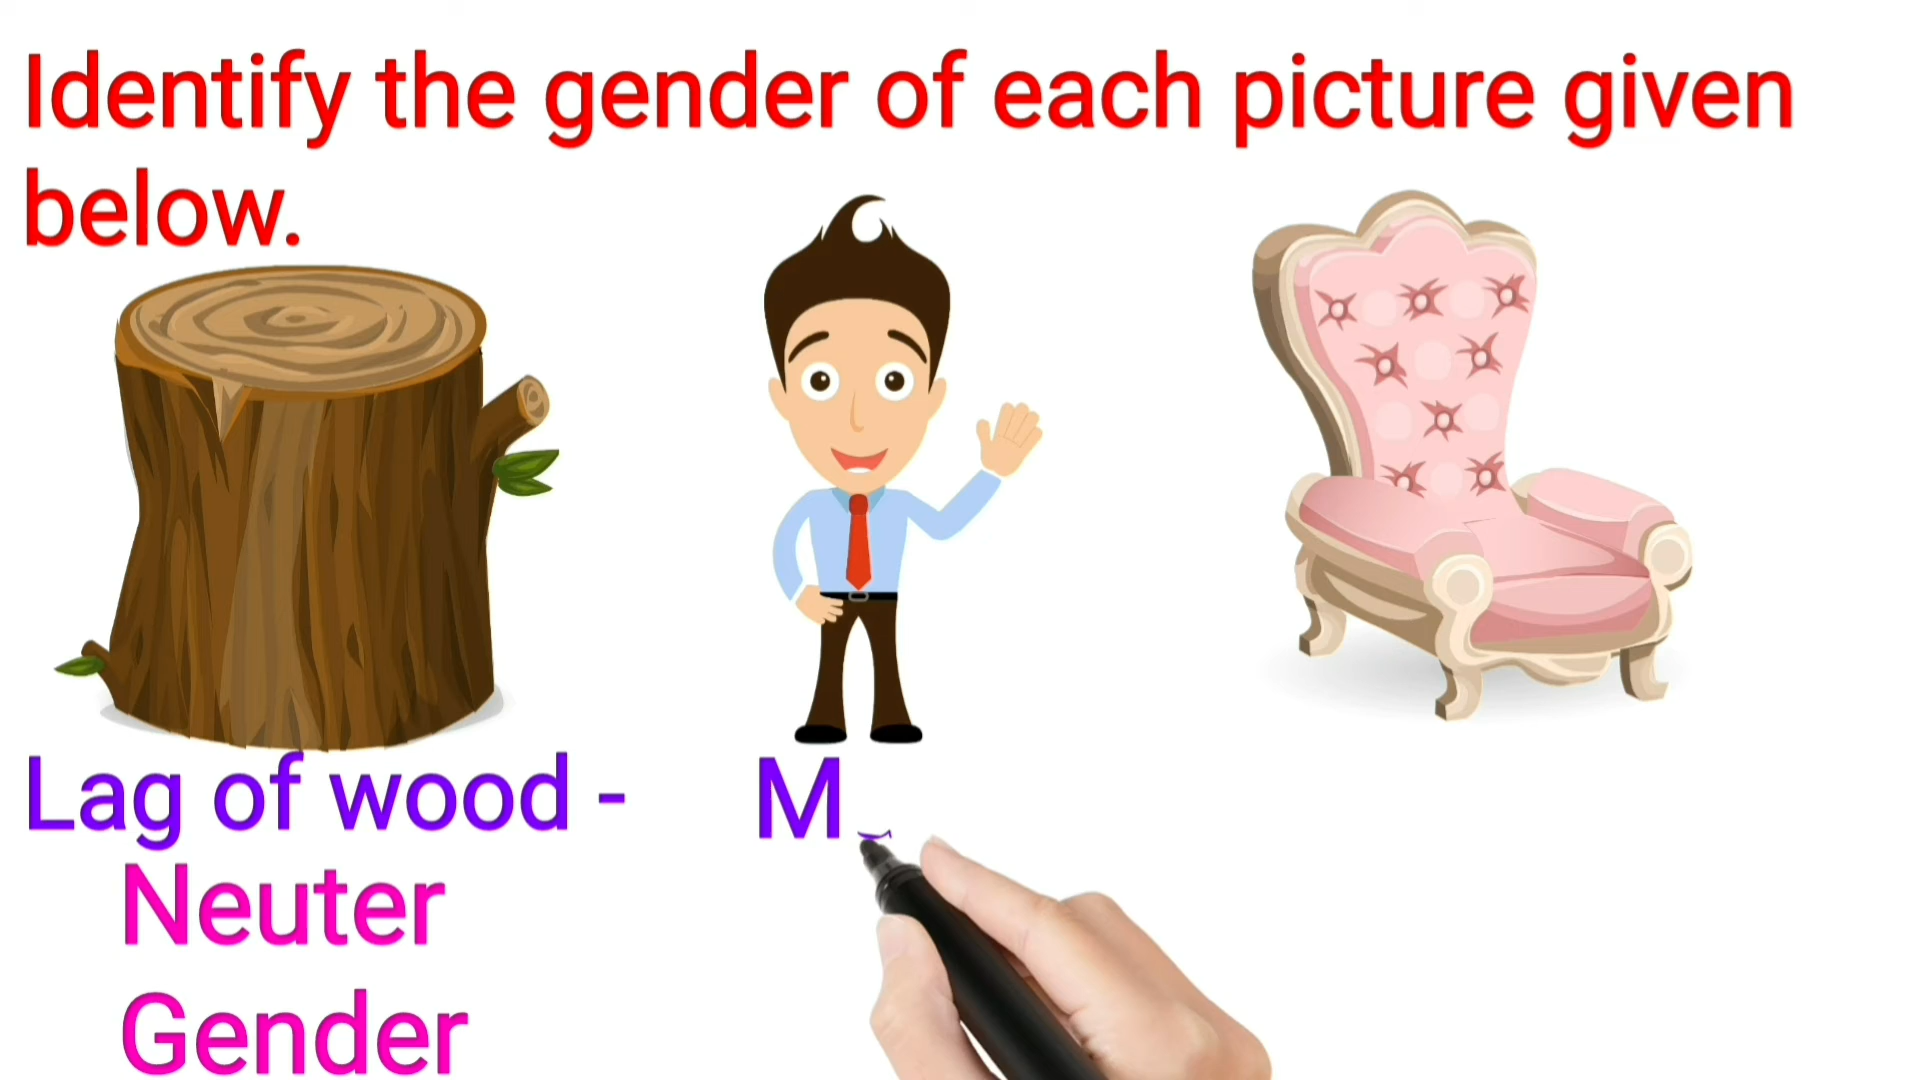 Identify the gender of each picture given
below.
Lag of wood -
M
Neuter
Gender